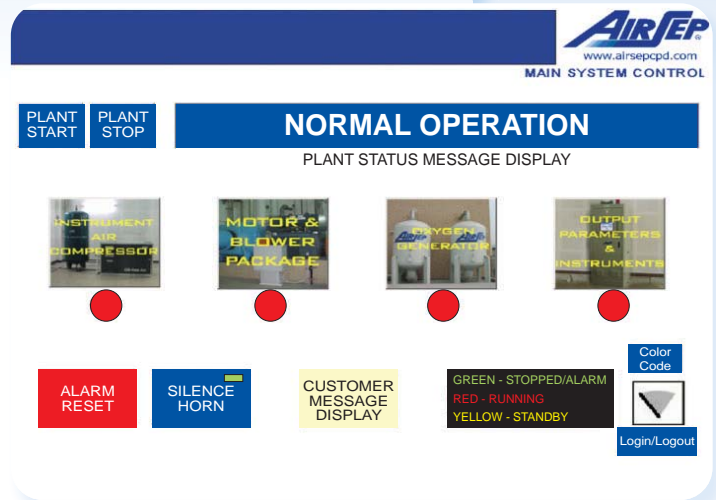 AIRSEP
www.airsepcpd.com
MAIN SYSTEM CONTROL
PLANT
START
PLANT
STOP
NORMAL OPERATION
PLANT STATUS MESSAGE DISPLAY
INSTRUMENT
AIR
COMPRESSOR
MOTOR &
BLOWER
PACKAGE
OXYGEN
GENERATOR
OUTPUT
PARAMETERS
&
INSTRUMENTS
ALARM
RESET
SILENCE
HORN
CUSTOMER
MESSAGE
DISPLAY
GREEN - STOPPED/ALARM
RED - RUNNING
YELLOW - STANDBY
Color
Code
Login/Logout